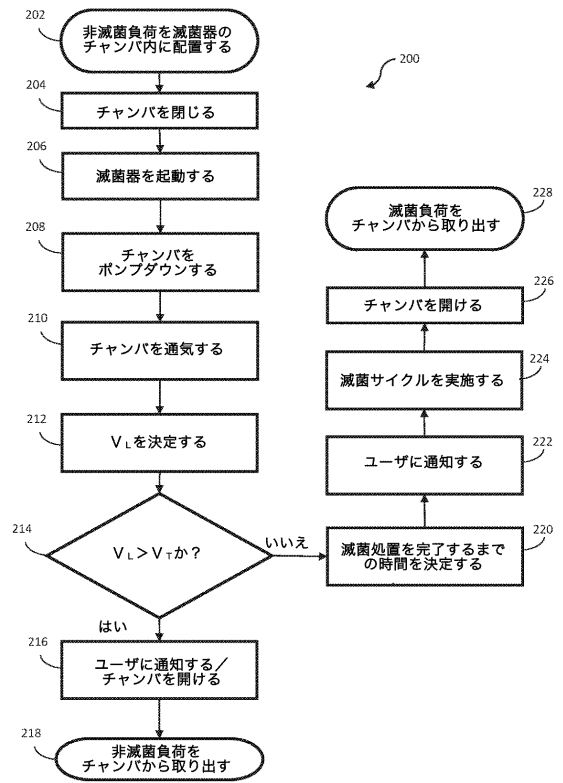 202
非滅菌負荷を滅菌器の
チャンバ内に配置する
200
204
チャンバを閉じる
206
滅菌器を起動する
208
チャンバを
ポンプダウンする
210
チャンバを通気する
212
VLを決定する
214
VL>VTか?
いいえ
はい
216
ユーザに通知する/
チャンバを開ける
218
非滅菌負荷を
チャンバから取り出す
220
滅菌処置を完了するまで
の時間を決定する
222
ユーザに通知する
224
滅菌サイクルを実施する
226
チャンバを開ける
228
滅菌負荷を
チャンバから取り出す